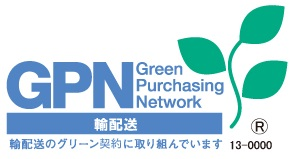 GPN
Green
Purchasing
Network
輸配送
®
輸配送のグリーン契約に取り組んでいます 13-0000